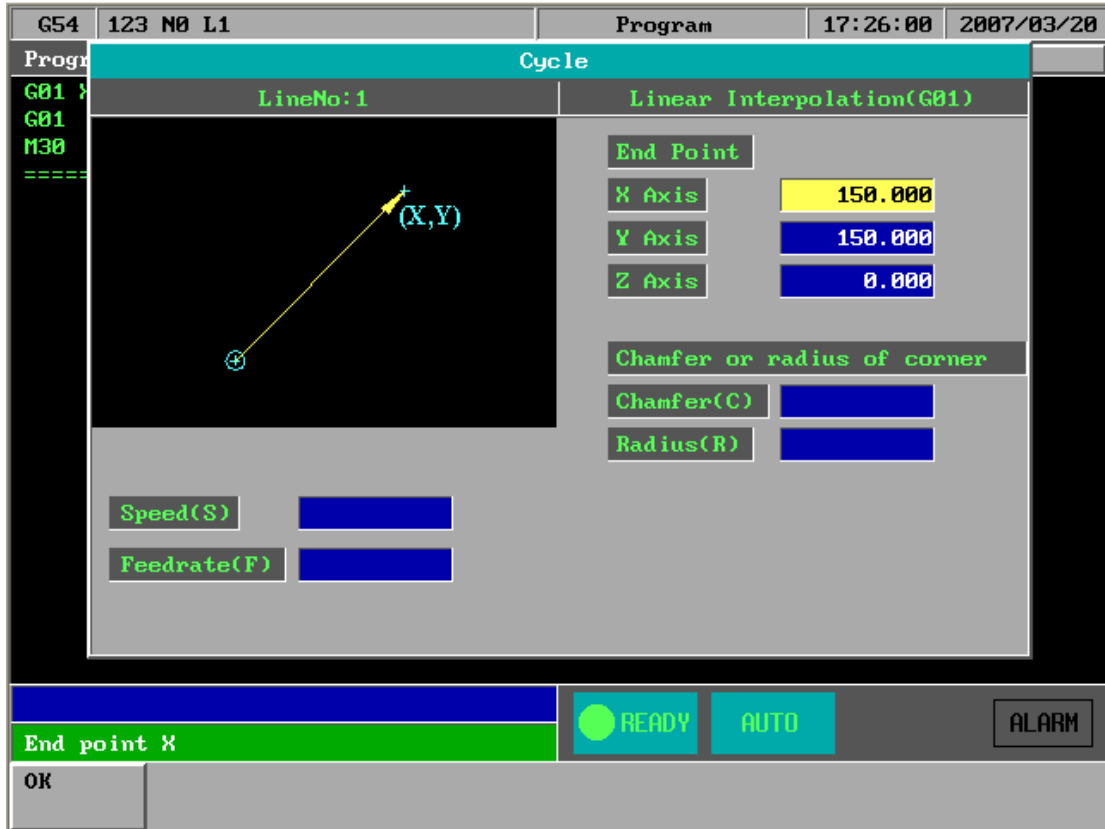 G54 123 N0 L1 Program 17:26:00 2007/03/20
Progr
Cycle
G01 X
G01
M30
=====
LineNo:1
Linear Interpolation(G01)
(X,Y)
End Point
X Axis 150.000
Y Axis 150.000
Z Axis 0.000
Chamfer or radius of corner
Chamfer(C)
Radius(R)
Speed(S)
Feedrate(F)
READY AUTO ALARM
End point X
OK